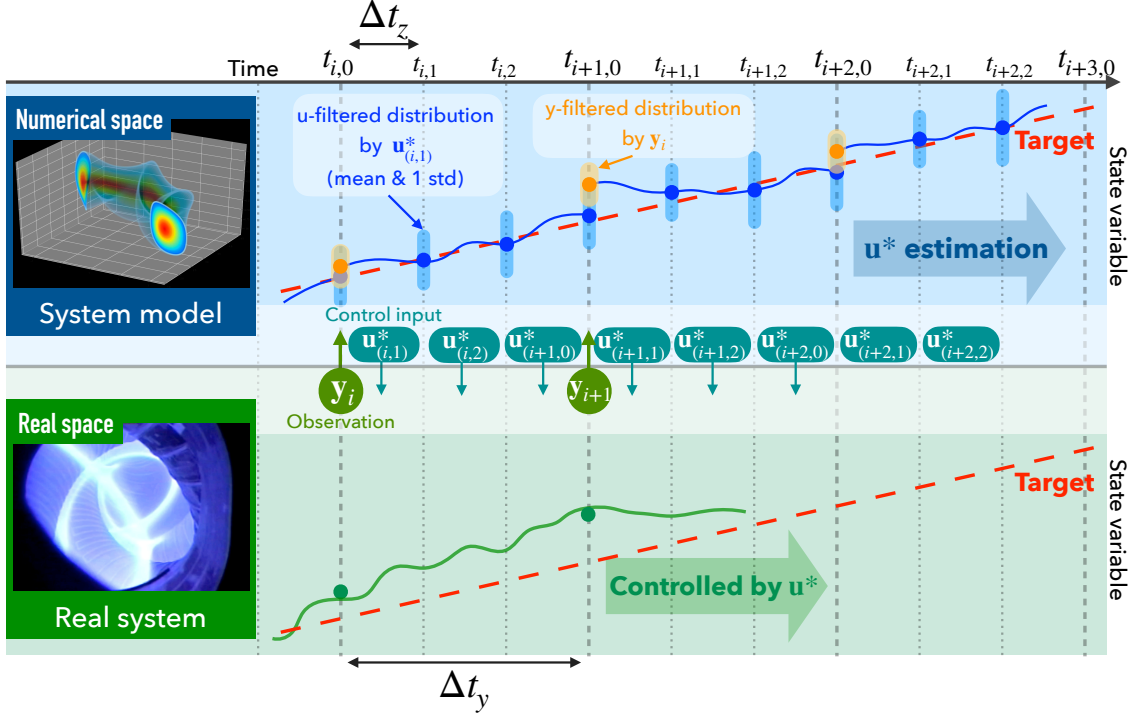 Δt_z
Time
t_{i,0}
t_{i,1}
t_{i,2}
t_{i+1,0}
t_{i+1,1}
t_{i+1,2}
t_{i+2,0}
t_{i+2,1}
t_{i+2,2}
t_{i+3,0}
Numerical space
System model
u-filtered distribution
by u*_{(i,1)}
(mean & 1 std)
y-filtered distribution
by y_i
Target
State variable
u* estimation
Control input
u*_{(i,1)}
u*_{(i,2)}
u*_{(i+1,0)}
u*_{(i+1,1)}
u*_{(i+1,2)}
u*_{(i+2,0)}
u*_{(i+2,1)}
u*_{(i+2,2)}
y_i
y_{i+1}
Observation
Real space
Real system
Target
State variable
Controlled by u*
Δt_y